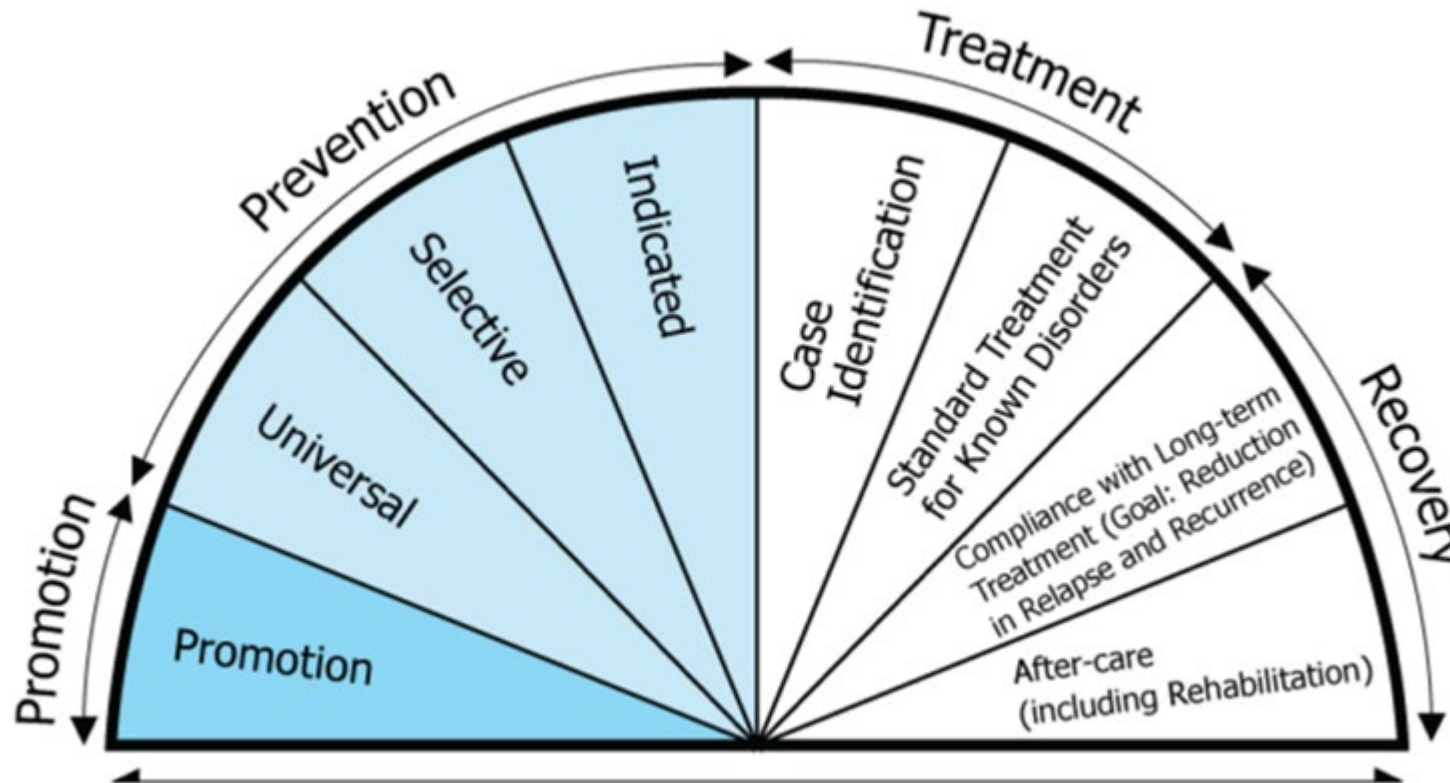 Promotion
Prevention
Treatment
Recovery
Promotion
Universal
Selective
Indicated
Case
Identification
Standard Treatment
for Known Disorders
Compliance with Long-term
Treatment (Goal: Reduction
in Relapse and Recurrence)
After-care
(including Rehabilitation)